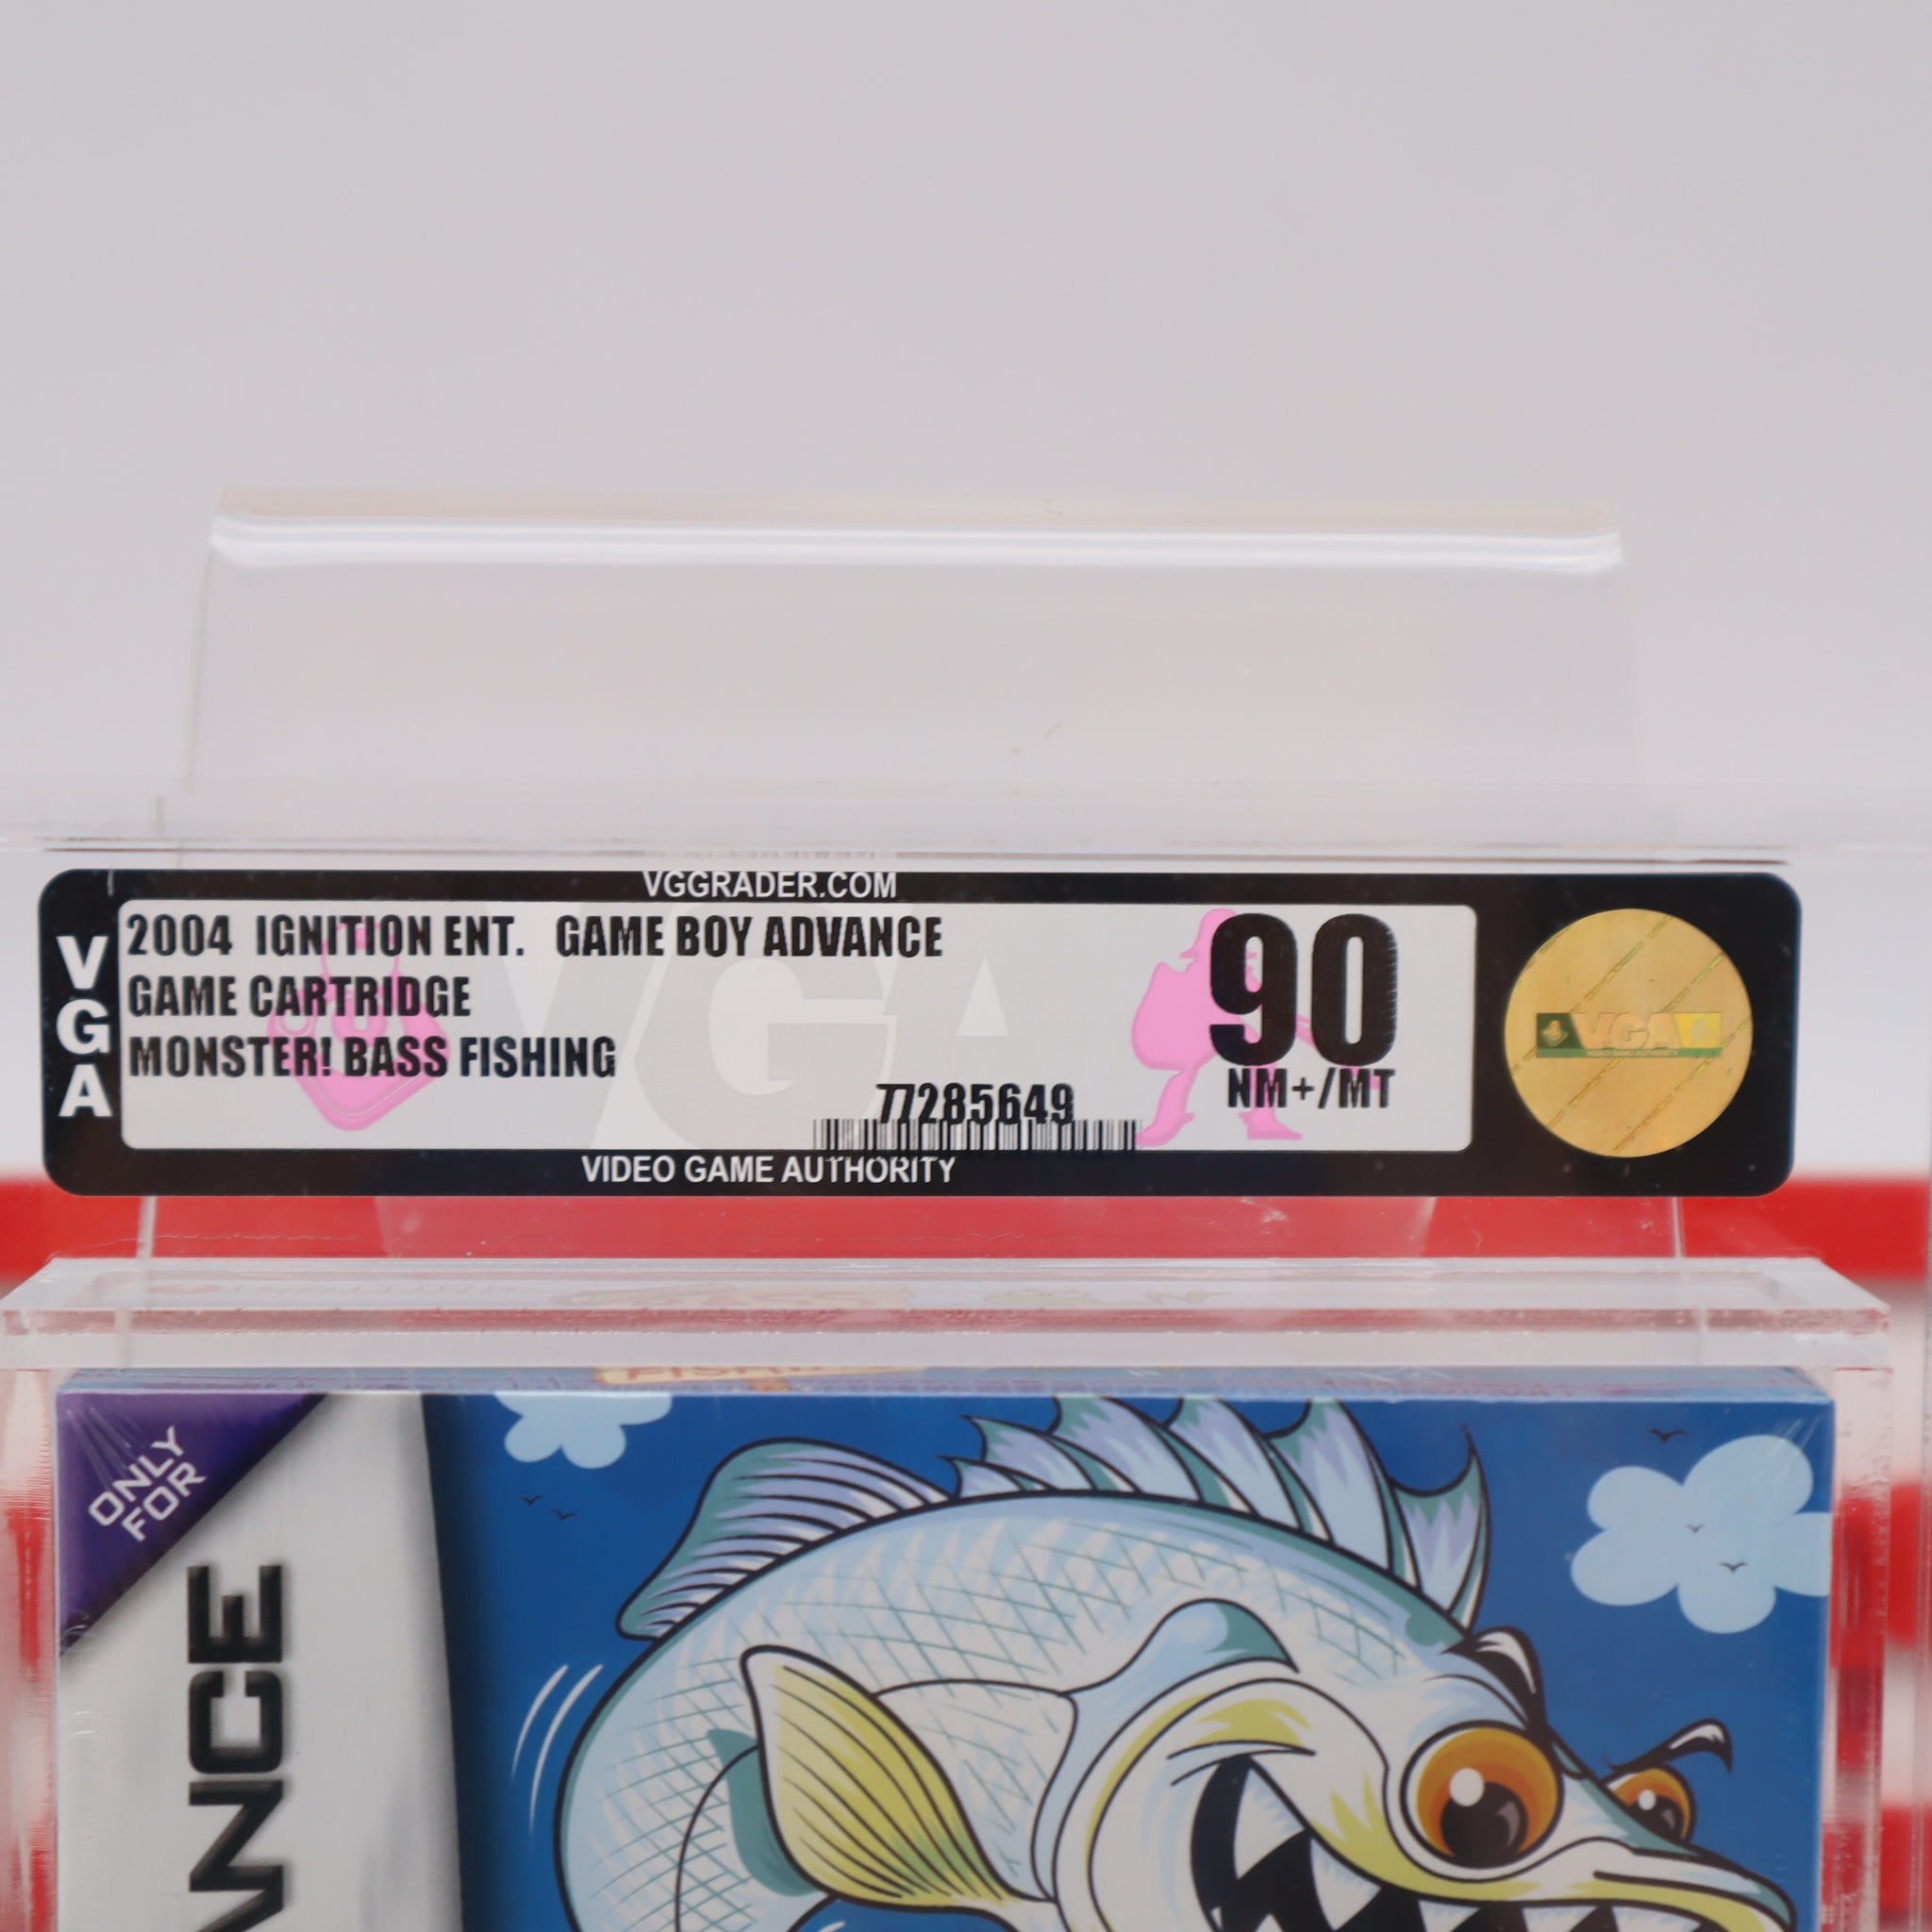 VGGRADER.COM
VGA
2004 IGNITION ENT. GAME BOY ADVANCE
GAME CARTRIDGE
MONSTER! BASS FISHING
77285649
90
NM+/MT
VGA
VIDEO GAME AUTHORITY
ONLY
FOR
ANCE